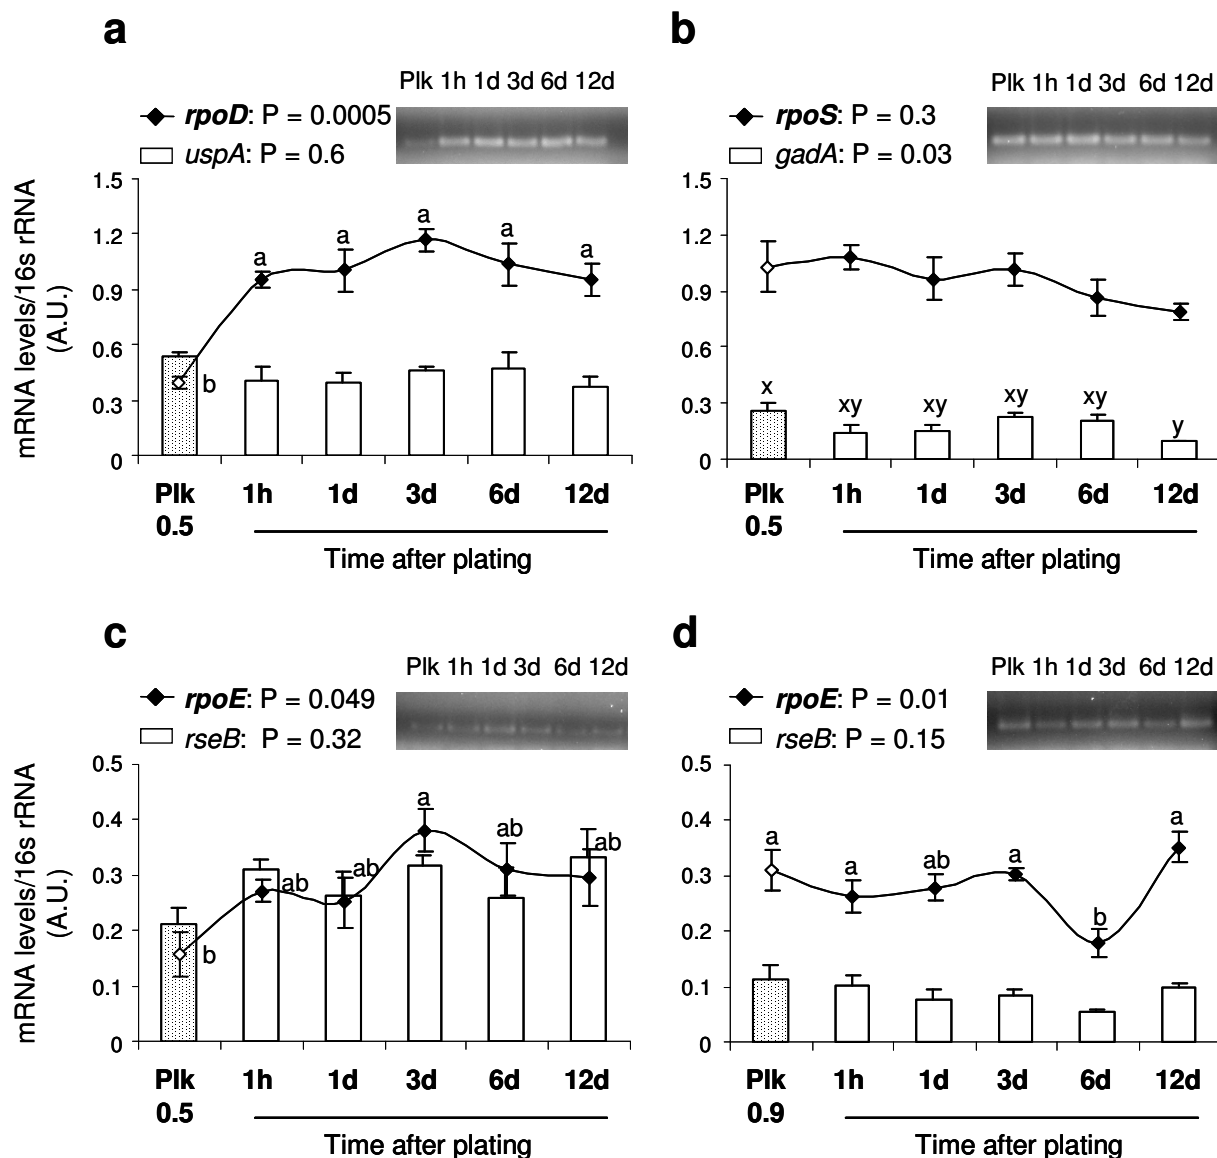 a
Plk 1h 1d 3d 6d 12d
rpoD: P = 0.0005
uspA: P = 0.6
mRNA levels/16s rRNA
(A.U.)
1.5
1.2
0.9
0.6
0.3
0
a
a
a
a
a
b
Plk 1h 1d 3d 6d 12d
0.5
Time after plating
b
Plk 1h 1d 3d 6d 12d
rpoS: P = 0.3
gadA: P = 0.03
1.5
1.2
0.9
0.6
0.3
0
x
xy
xy
xy
xy
y
Plk 1h 1d 3d 6d 12d
0.5
Time after plating
c
Plk 1h 1d 3d 6d 12d
rpoE: P = 0.049
rseB: P = 0.32
mRNA levels/16s rRNA
(A.U.)
0.5
0.4
0.3
0.2
0.1
0
b
ab
ab
a
ab
ab
Plk 1h 1d 3d 6d 12d
0.5
Time after plating
d
Plk 1h 1d 3d 6d 12d
rpoE: P = 0.01
rseB: P = 0.15
0.5
0.4
0.3
0.2
0.1
0
a
a
ab
a
b
a
Plk 1h 1d 3d 6d 12d
0.9
Time after plating